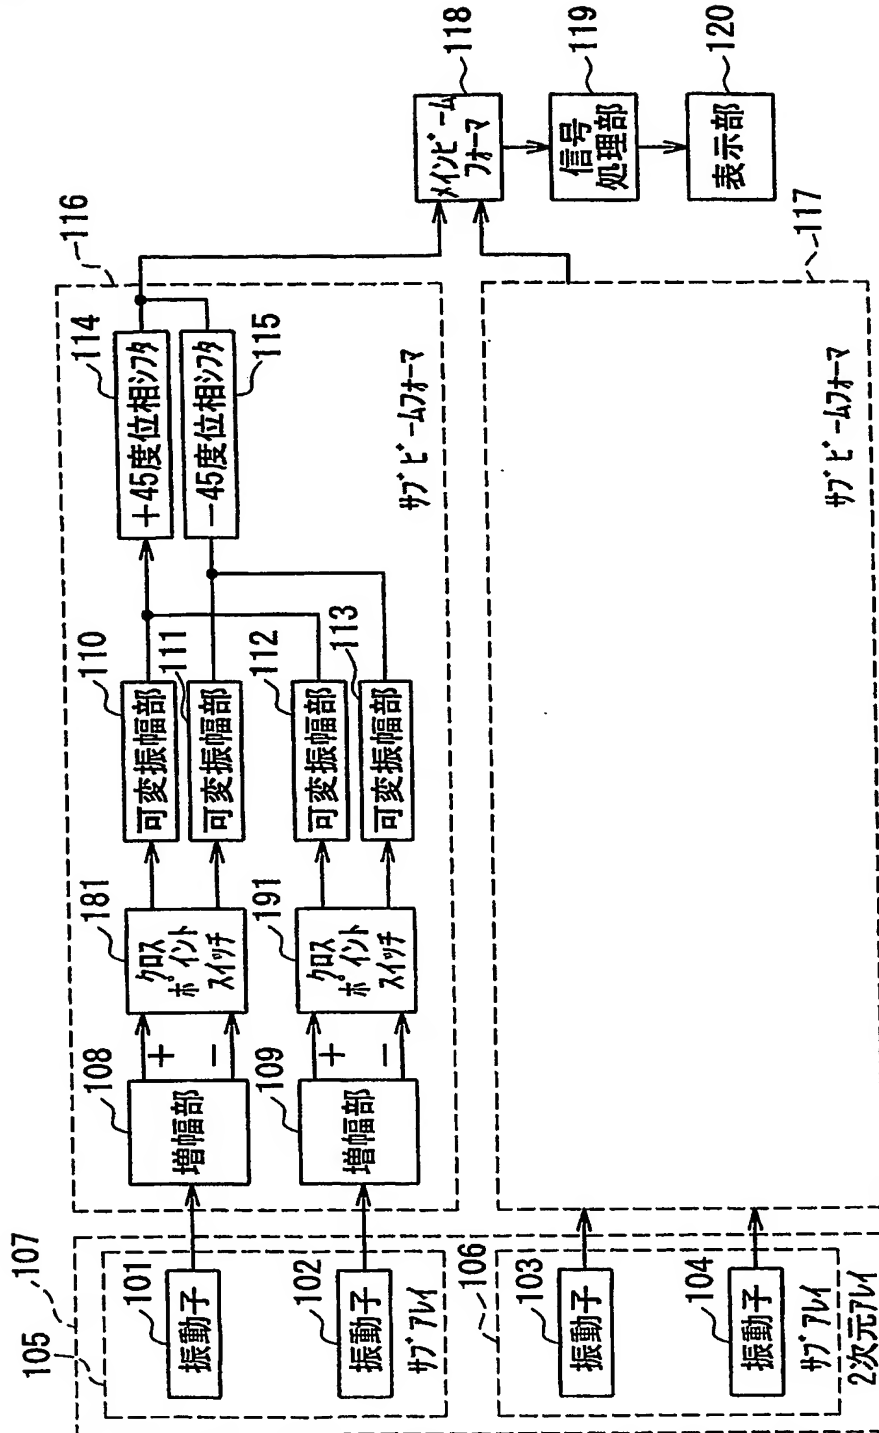 107
105
101
振動子
102
振動子
サブアレイ
106
103
振動子
104
振動子
サブアレイ
2次元アレイ
108
増幅部
+
−
109
増幅部
+
−
181
クロス
ポイント
スイッチ
191
クロス
ポイント
スイッチ
110
可変振幅部
111
可変振幅部
112
可変振幅部
113
可変振幅部
114
+45度位相シフタ
115
−45度位相シフタ
サブビームフォーマ
116
サブビームフォーマ
117
メインビーム
フォーマ
118
信号
処理部
119
表示部
120